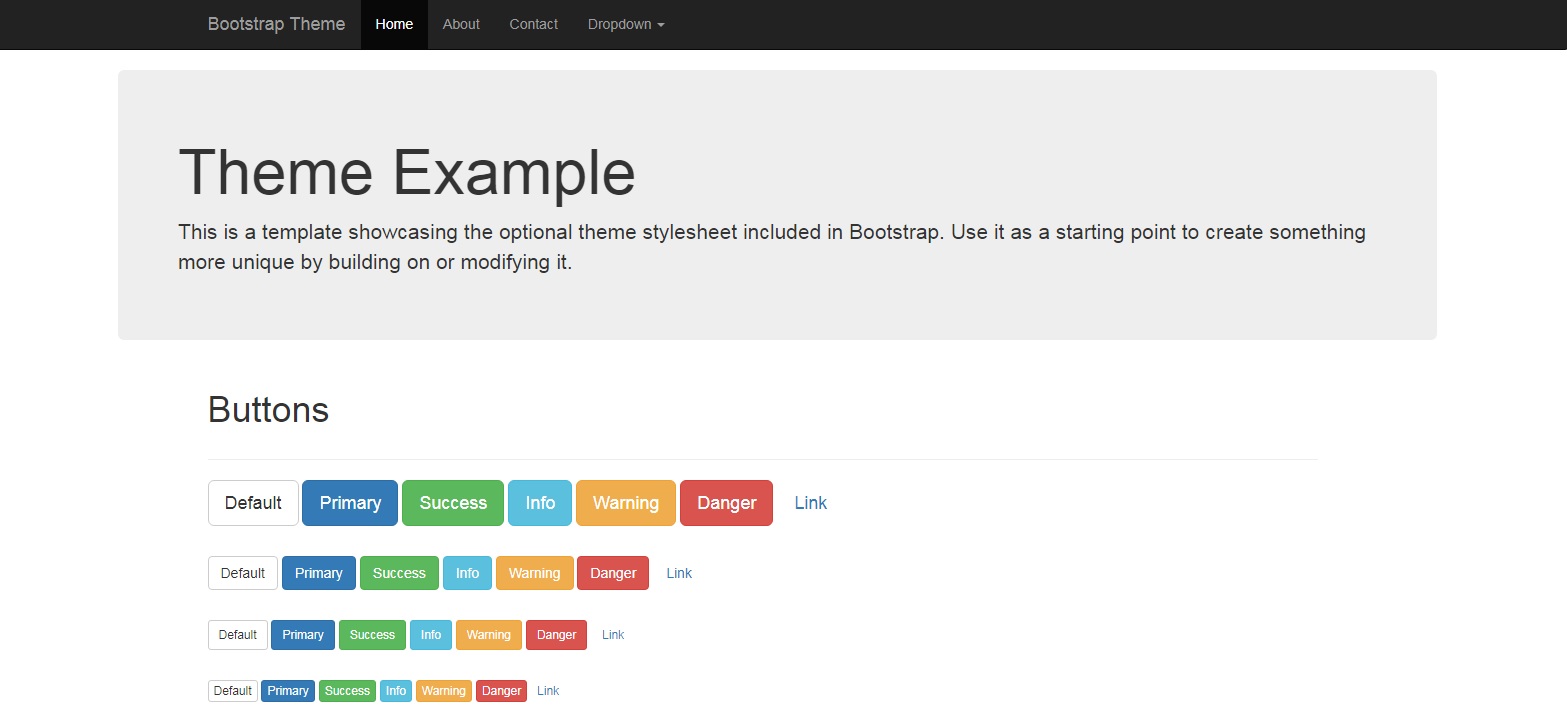 Bootstrap Theme Home About Contact Dropdown
Theme Example
This is a template showcasing the optional theme stylesheet included in Bootstrap. Use it as a starting point to create something
more unique by building on or modifying it.
Buttons
Default Primary Success Info Warning Danger Link
Default Primary Success Info Warning Danger Link
Default Primary Success Info Warning Danger Link
Default Primary Success Info Warning Danger Link